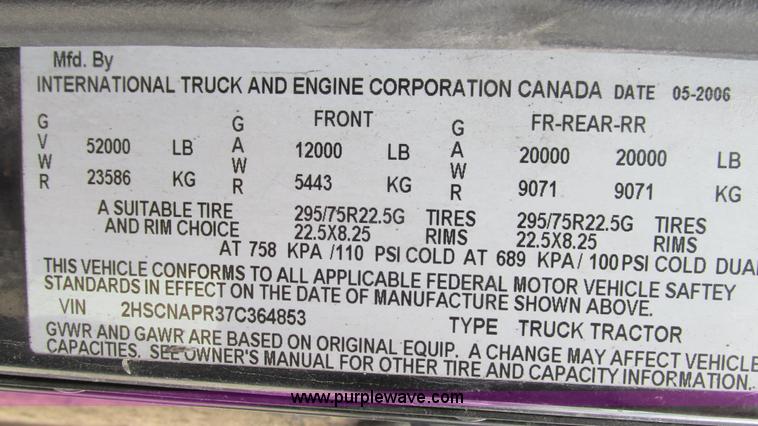 Mfd. By
INTERNATIONAL TRUCK AND ENGINE CORPORATION CANADA DATE 05-2006
GVWR 52000 LB GAWR FRONT 12000 LB GAWR FR-REAR-RR 20000 20000 LB
23586 KG 5443 KG 9071 9071 KG
A SUITABLE TIRE 295/75R22.5G TIRES 295/75R22.5G TIRES
AND RIM CHOICE 22.5X8.25 RIMS 22.5X8.25 RIMS
AT 758 KPA /110 PSI COLD AT 689 KPA/ 100 PSI COLD DUA
THIS VEHICLE CONFORMS TO ALL APPLICABLE FEDERAL MOTOR VEHICLE SAFTEY
STANDARDS IN EFFECT ON THE DATE OF MANUFACTURE SHOWN ABOVE.
VIN 2HSCNAPR37C364853 TYPE TRUCK TRACTOR
GVWR AND GAWR ARE BASED ON ORIGINAL EQUIP. A CHANGE MAY AFFECT VEHICLE
CAPACITIES. SEE OWNER'S MANUAL FOR OTHER TIRE AND CAPACITY INFORMATION.
www.purplewave.com